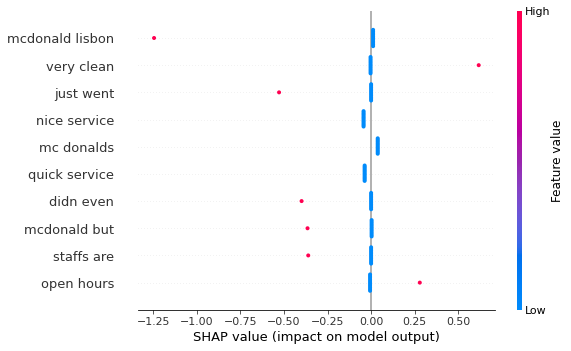 High
mcdonald lisbon
very clean
just went
nice service
mc donalds
quick service
didn even
mcdonald but
staffs are
open hours
Feature value
Low
−1.25 −1.00 −0.75 −0.50 −0.25 0.00 0.25 0.50
SHAP value (impact on model output)